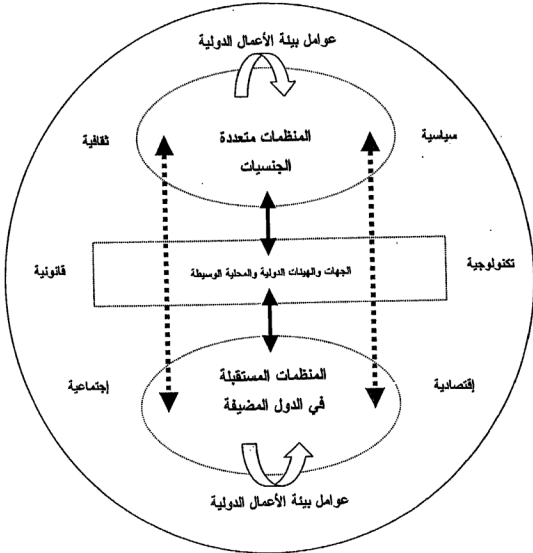 عوامل بيئة الأعمال الدولية
سياسية
المنظمات متعددة
الجنسيات
ثقافية
تكنولوجية
الجهات والهيئات الدولية والمحلية الوسيطة
قانونية
إقتصادية
المنظمات المستقبلة
في الدول المضيفة
إجتماعية
عوامل بيئة الأعمال الدولية